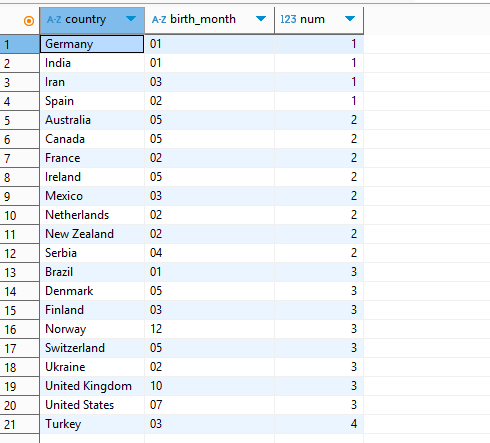 A-Z country A-Z birth_month 123 num
1 Germany 01 1
2 India 01 1
3 Iran 03 1
4 Spain 02 1
5 Australia 05 2
6 Canada 05 2
7 France 02 2
8 Ireland 05 2
9 Mexico 03 2
10 Netherlands 02 2
11 New Zealand 02 2
12 Serbia 04 2
13 Brazil 01 3
14 Denmark 05 3
15 Finland 03 3
16 Norway 12 3
17 Switzerland 05 3
18 Ukraine 02 3
19 United Kingdom 10 3
20 United States 07 3
21 Turkey 03 4